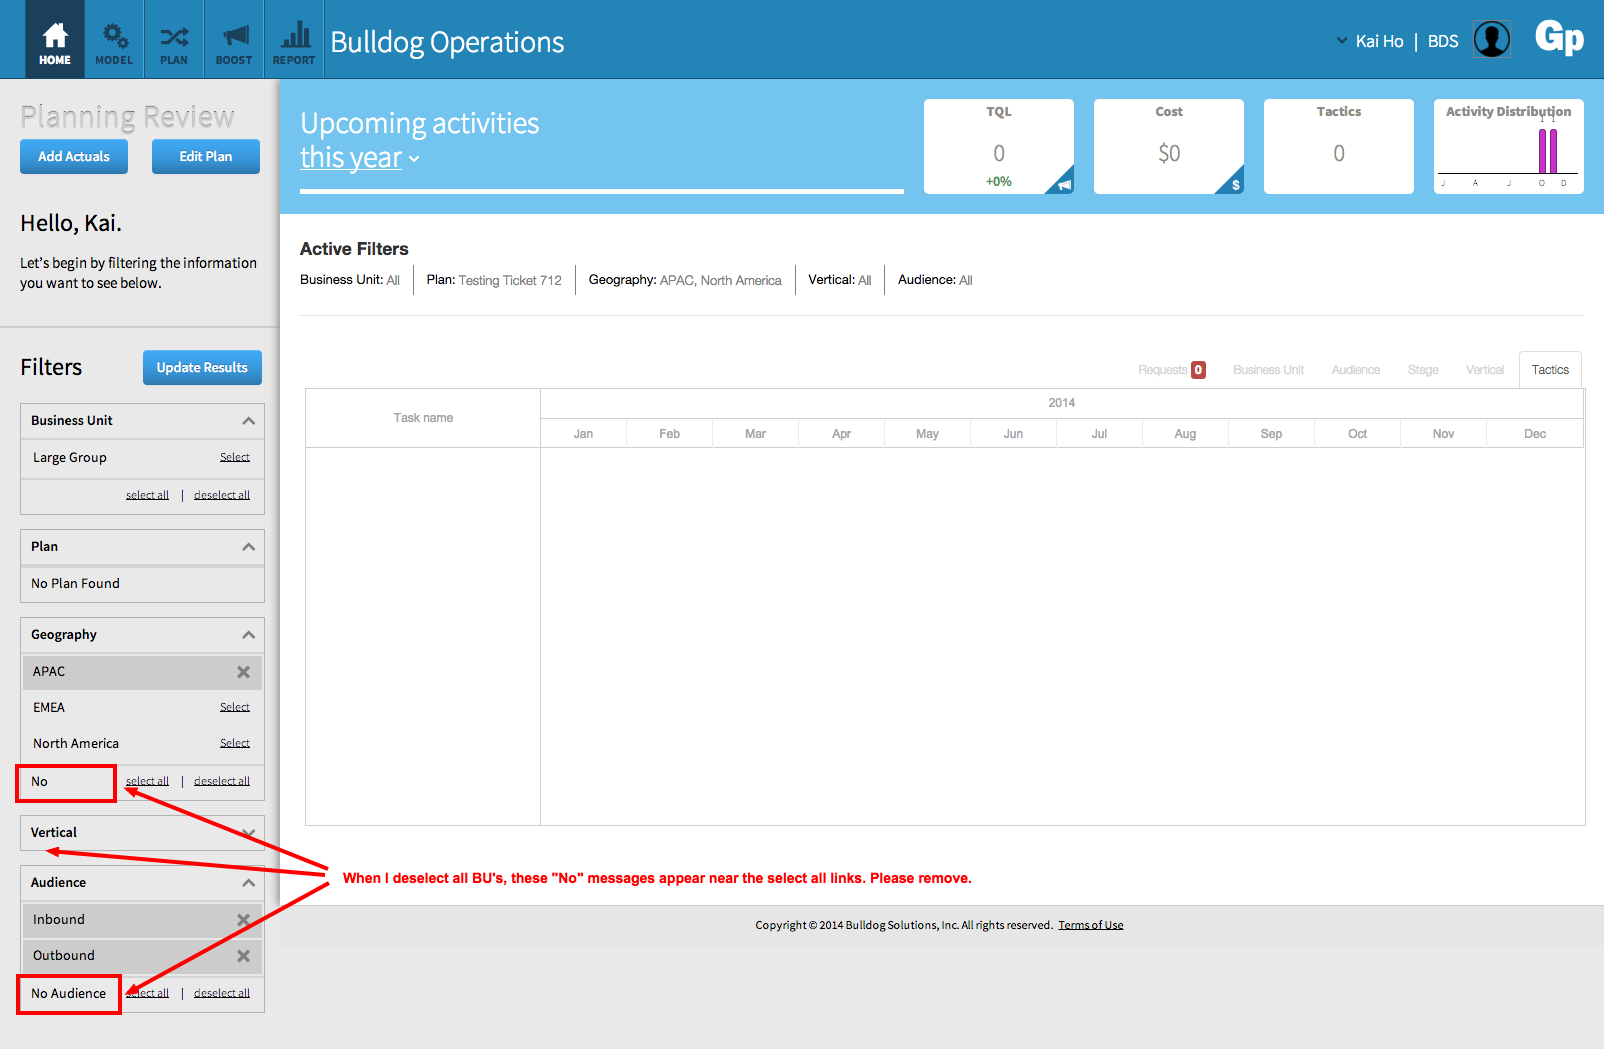 HOME
MODEL
PLAN
BOOST
REPORT
Bulldog Operations
Kai Ho | BDS
Gp
Planning Review
Add Actuals
Edit Plan
Hello, Kai.
Let's begin by filtering the information
you want to see below.
Upcoming activities
this year
TQL
0
+0%
Cost
$0
$
Tactics
0
Activity Distribution
1 1
J A J O D
Active Filters
Business Unit: All
Plan: Testing Ticket 712
Geography: APAC, North America
Vertical: All
Audience: All
Filters
Update Results
Business Unit
Large Group Select
select all | deselect all
Plan
No Plan Found
Geography
APAC
EMEA Select
North America Select
No select all | deselect all
Vertical
Audience
Inbound
Outbound
No Audience select all | deselect all
Requests 0
Business Unit
Audience
Stage
Vertical
Tactics
Task name
2014
Jan Feb Mar Apr May Jun Jul Aug Sep Oct Nov Dec
When I deselect all BU's, these "No" messages appear near the select all links. Please remove.
Copyright © 2014 Bulldog Solutions, Inc. All rights reserved. Terms of Use